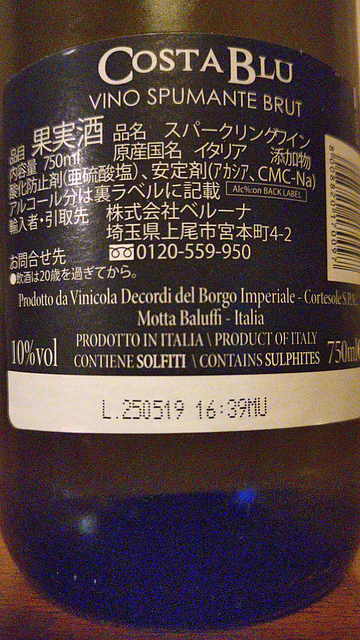 COSTA BLU
VINO SPUMANTE BRUT
品目 果実酒 品名 スパークリングワイン
内容量 750ml 原産国名 イタリア 添加物
酸化防止剤(亜硫酸塩)、安定剤(アカシア、CMC-Na)
アルコール分は裏ラベルに記載 Alc%:on BACK LABEL
輸入者・引取先 株式会社ベルーナ
埼玉県上尾市宮本町4-2
お問合せ先 0120-559-950
●飲酒は20歳を過ぎてから。
Prodotto da Vinicola Decordi del Borgo Imperiale - Cortesole S.p.A.
Motta Baluffi - Italia
10%vol PRODOTTO IN ITALIA \ PRODUCT OF ITALY 750ml
CONTIENE SOLFITI \ CONTAINS SULPHITES
L.250519 16:39MU